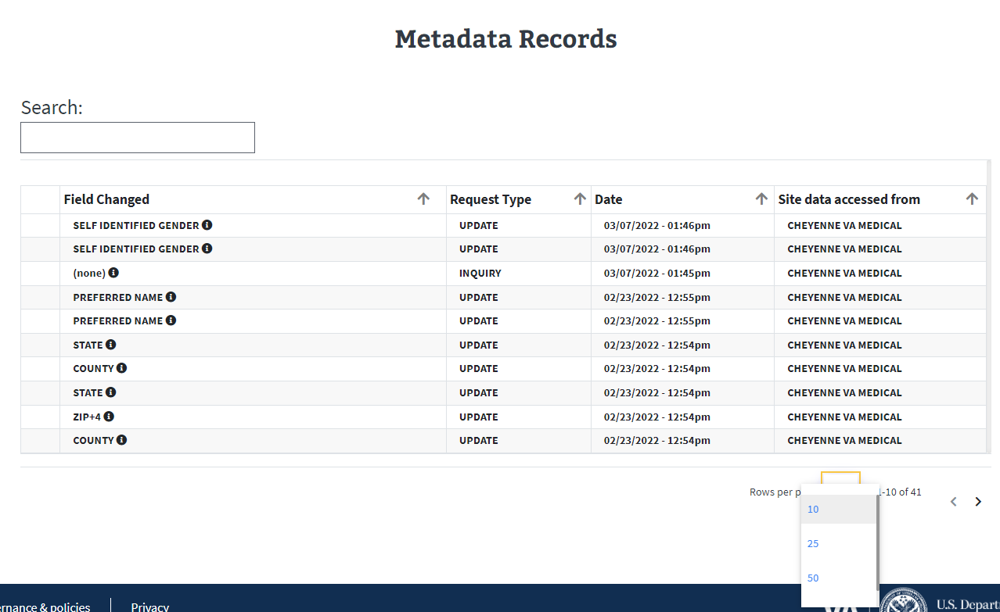 Metadata Records
Search:
Field Changed Request Type Date Site data accessed from
SELF IDENTIFIED GENDER UPDATE 03/07/2022 - 01:46pm CHEYENNE VA MEDICAL
SELF IDENTIFIED GENDER UPDATE 03/07/2022 - 01:46pm CHEYENNE VA MEDICAL
(none) INQUIRY 03/07/2022 - 01:45pm CHEYENNE VA MEDICAL
PREFERRED NAME UPDATE 02/23/2022 - 12:55pm CHEYENNE VA MEDICAL
PREFERRED NAME UPDATE 02/23/2022 - 12:55pm CHEYENNE VA MEDICAL
STATE UPDATE 02/23/2022 - 12:54pm CHEYENNE VA MEDICAL
COUNTY UPDATE 02/23/2022 - 12:54pm CHEYENNE VA MEDICAL
STATE UPDATE 02/23/2022 - 12:54pm CHEYENNE VA MEDICAL
ZIP+4 UPDATE 02/23/2022 - 12:54pm CHEYENNE VA MEDICAL
COUNTY UPDATE 02/23/2022 - 12:54pm CHEYENNE VA MEDICAL
Rows per p 1-10 of 41
10
25
50
ernance & policies Privacy VA U.S. Depart